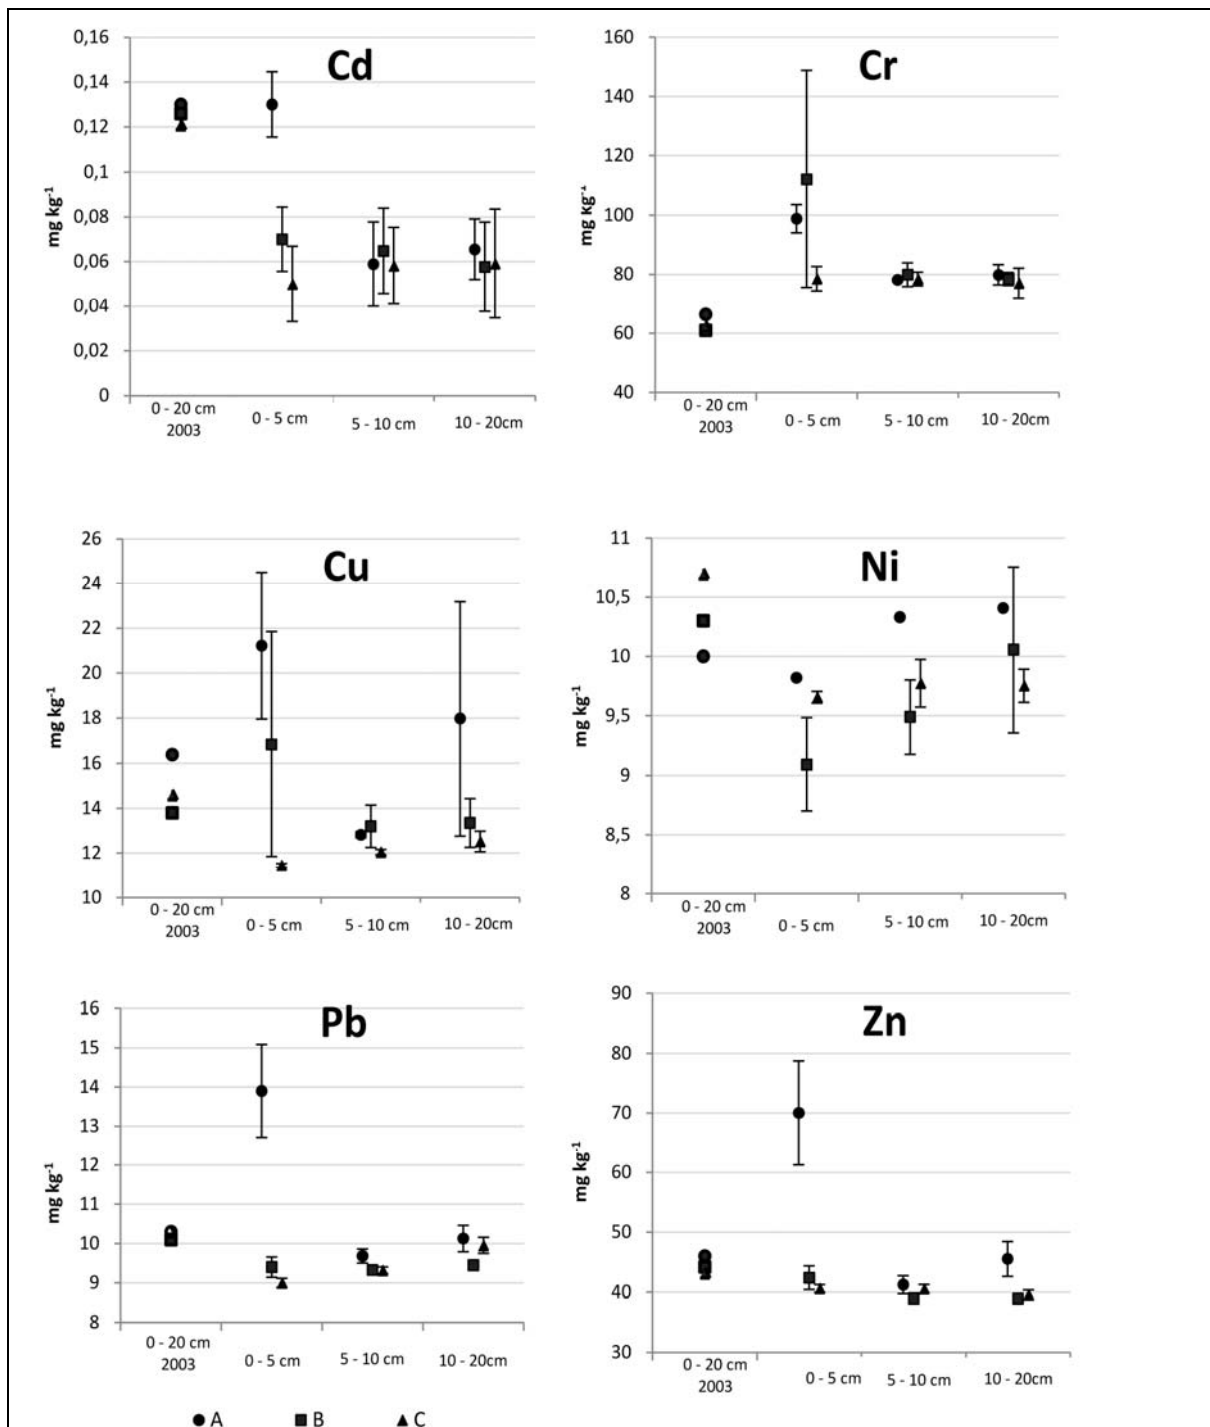 Cd
0,16
0,14
0,12
0,1
0,08
0,06
0,04
0,02
0
mg kg-1
0 - 20 cm
2003
0 - 5 cm
5 - 10 cm
10 - 20cm
Cr
160
140
120
100
80
60
40
mg kg-1
0 - 20 cm
2003
0 - 5 cm
5 - 10 cm
10 - 20cm
Cu
26
24
22
20
18
16
14
12
10
mg kg-1
0 - 20 cm
2003
0 - 5 cm
5 - 10 cm
10 - 20cm
Ni
11
10,5
10
9,5
9
8,5
8
mg kg-1
0 - 20 cm
2003
0 - 5 cm
5 - 10 cm
10 - 20cm
Pb
16
15
14
13
12
11
10
9
8
mg kg-1
0 - 20 cm
2003
0 - 5 cm
5 - 10 cm
10 - 20cm
Zn
90
80
70
60
50
40
30
mg kg-1
0 - 20 cm
2003
0 - 5 cm
5 - 10 cm
10 - 20cm
A B C